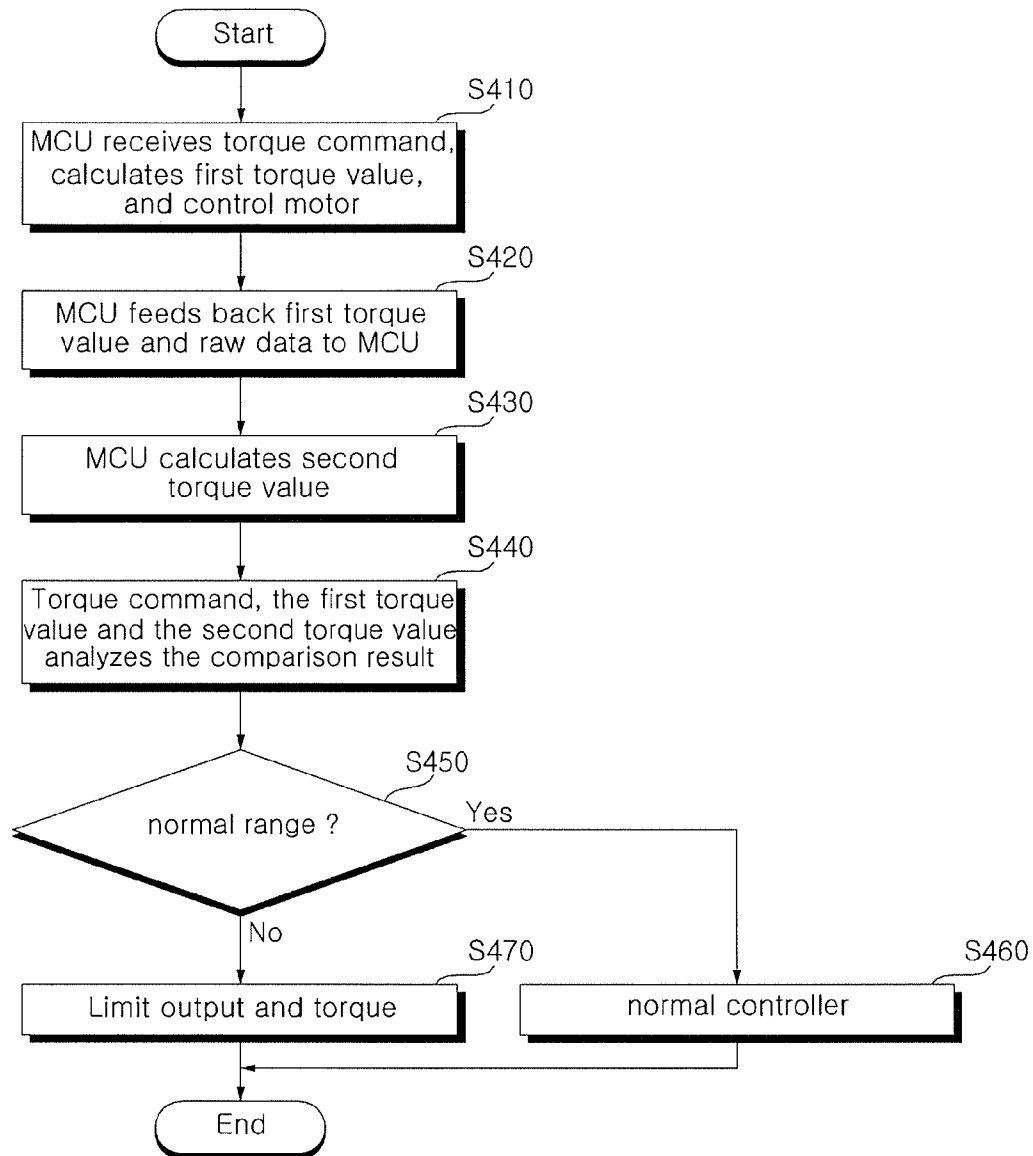 Start
S410
MCU receives torque command,
calculates first torque value,
and control motor
S420
MCU feeds back first torque
value and raw data to MCU
S430
MCU calculates second
torque value
S440
Torque command, the first torque
value and the second torque value
analyzes the comparison result
S450
normal range ?
Yes
No
S470
Limit output and torque
S460
normal controller
End